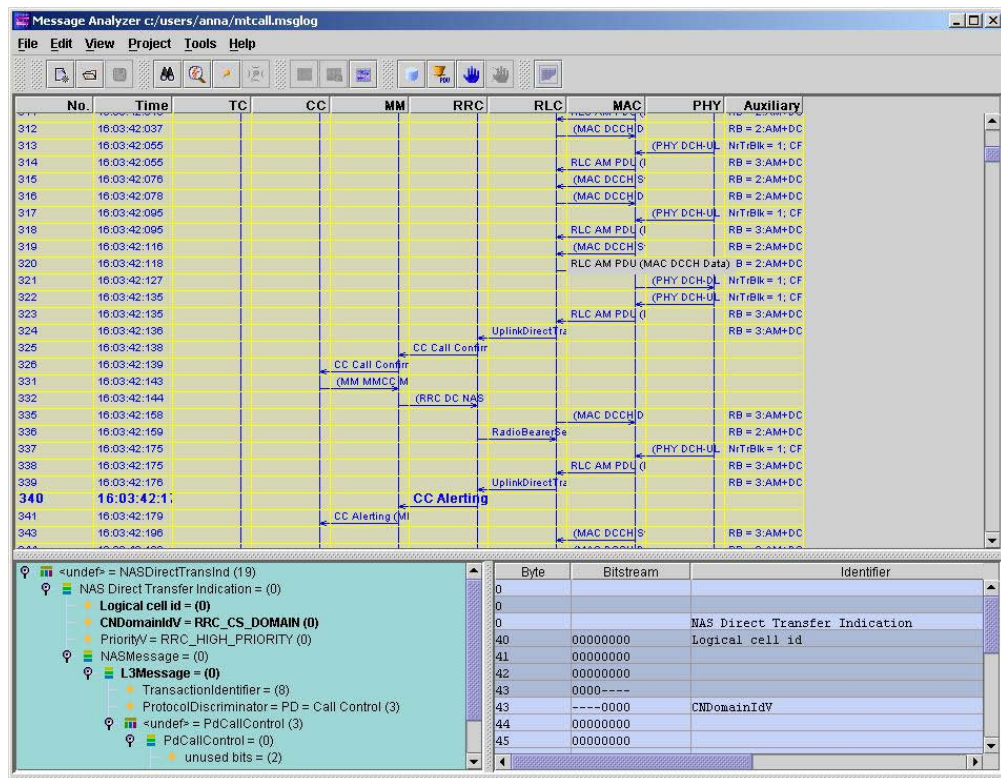 Message Analyzer c:/users/anna/mtcall.msglog
File Edit View Project Tools Help
No. Time TC CC MM RRC RLC MAC PHY Auxiliary
312 16:03:42:037 (MAC DCCH D RB = 2:AM+DC
313 16:03:42:055 (PHY DCH-UL NrTrBlk = 1; CF
314 16:03:42:055 RLC AM PDU (I RB = 3:AM+DC
315 16:03:42:076 (MAC DCCH S RB = 2:AM+DC
316 16:03:42:078 (MAC DCCH D RB = 2:AM+DC
317 16:03:42:095 (PHY DCH-UL NrTrBlk = 1; CF
318 16:03:42:095 RLC AM PDU (I RB = 3:AM+DC
319 16:03:42:116 (MAC DCCH S RB = 2:AM+DC
320 16:03:42:118 RLC AM PDU (MAC DCCH Data) B = 2:AM+DC
321 16:03:42:127 (PHY DCH-DL NrTrBlk = 1; CF
322 16:03:42:135 (PHY DCH-UL NrTrBlk = 1; CF
323 16:03:42:135 RLC AM PDU (I RB = 3:AM+DC
324 16:03:42:136 UplinkDirectTra RB = 3:AM+DC
325 16:03:42:138 CC Call Confirr
326 16:03:42:139 CC Call Confirr
331 16:03:42:143 (MM MMCC M
332 16:03:42:144 (RRC DC NAS
335 16:03:42:158 (MAC DCCH D RB = 3:AM+DC
336 16:03:42:159 RadioBearerSe RB = 2:AM+DC
337 16:03:42:175 (PHY DCH-UL NrTrBlk = 1; CF
338 16:03:42:175 RLC AM PDU (I RB = 3:AM+DC
339 16:03:42:176 UplinkDirectTra RB = 3:AM+DC
340 16:03:42:17 CC Alerting
341 16:03:42:179 CC Alerting (MI
343 16:03:42:196 (MAC DCCH S RB = 3:AM+DC
<undef> = NASDirectTransInd (19)
NAS Direct Transfer Indication = (0)
Logical cell id = (0)
CNDomainIdV = RRC_CS_DOMAIN (0)
PriorityV = RRC_HIGH_PRIORITY (0)
NASMessage = (0)
L3Message = (0)
TransactionIdentifier = (8)
ProtocolDiscriminator = PD = Call Control (3)
<undef> = PdCallControl (3)
PdCallControl = (0)
unused bits = (2)
Byte Bitstream Identifier
0
0
0 NAS Direct Transfer Indication
40 00000000 Logical cell id
41 00000000
42 00000000
43 0000----
43 ----0000 CNDomainIdV
44 00000000
45 00000000